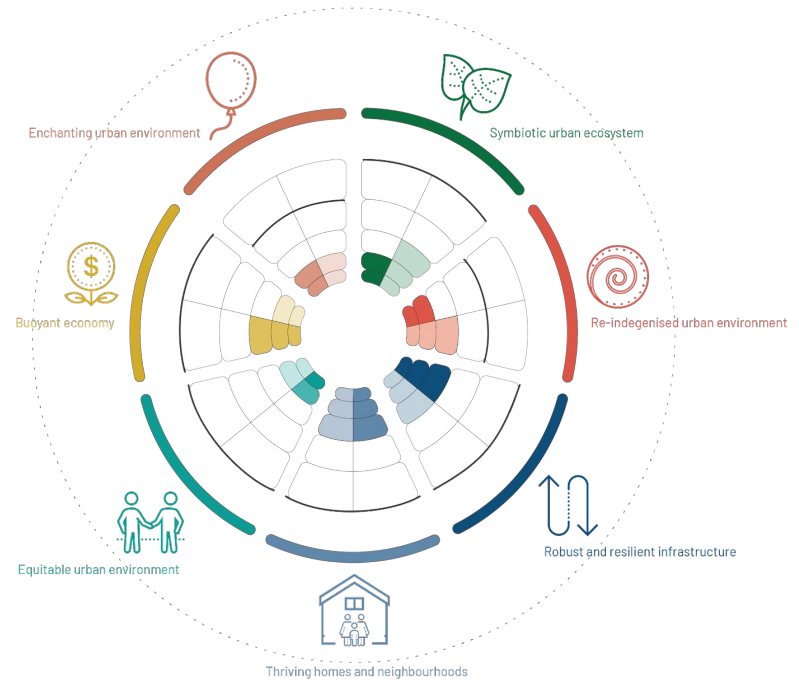 Enchanting urban environment
Symbiotic urban ecosystem
$
Buoyant economy
Re-indegenised urban environment
Robust and resilient infrastructure
Equitable urban environment
Thriving homes and neighbourhoods